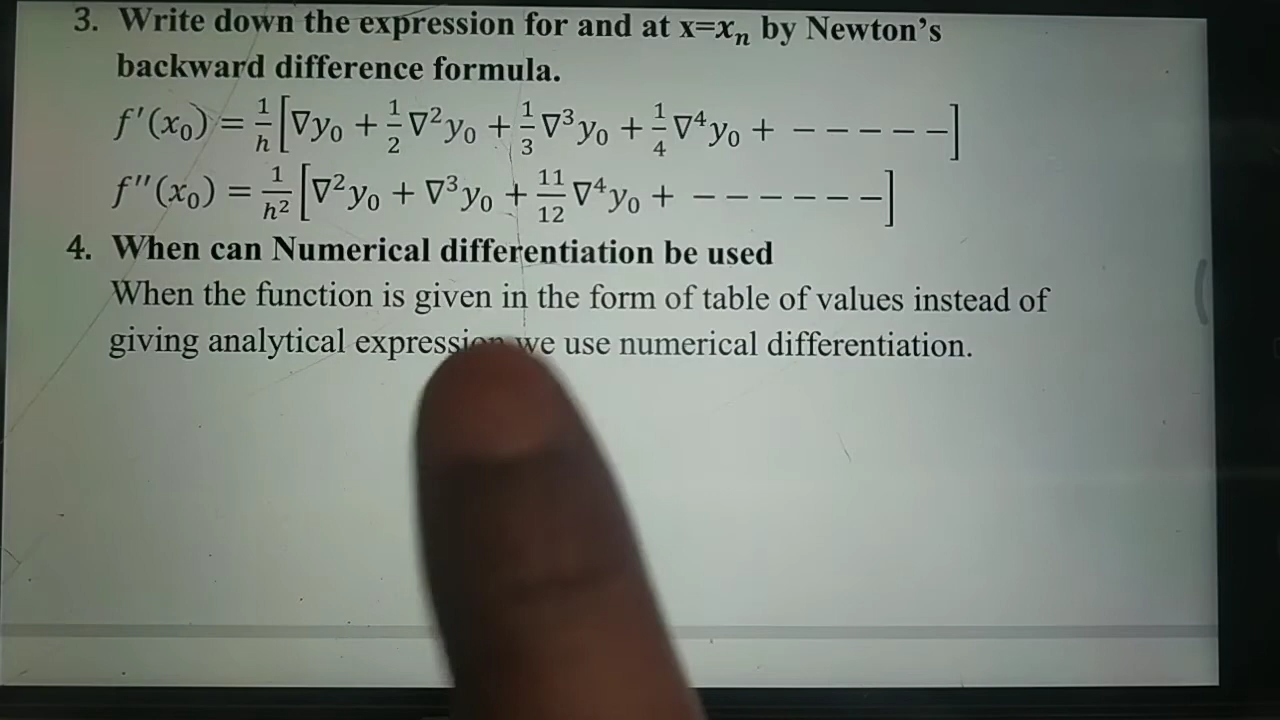 3. Write down the expression for and at x=xₙ by Newton's
backward difference formula.
f′(x₀) = 1/h [∇y₀ + 1/2 ∇²y₀ + 1/3 ∇³y₀ + 1/4 ∇⁴y₀ + − − − − −]
f″(x₀) = 1/h² [∇²y₀ + ∇³y₀ + 11/12 ∇⁴y₀ + − − − − − −]
4. When can Numerical differentiation be used
When the function is given in the form of table of values instead of
giving analytical expression we use numerical differentiation.